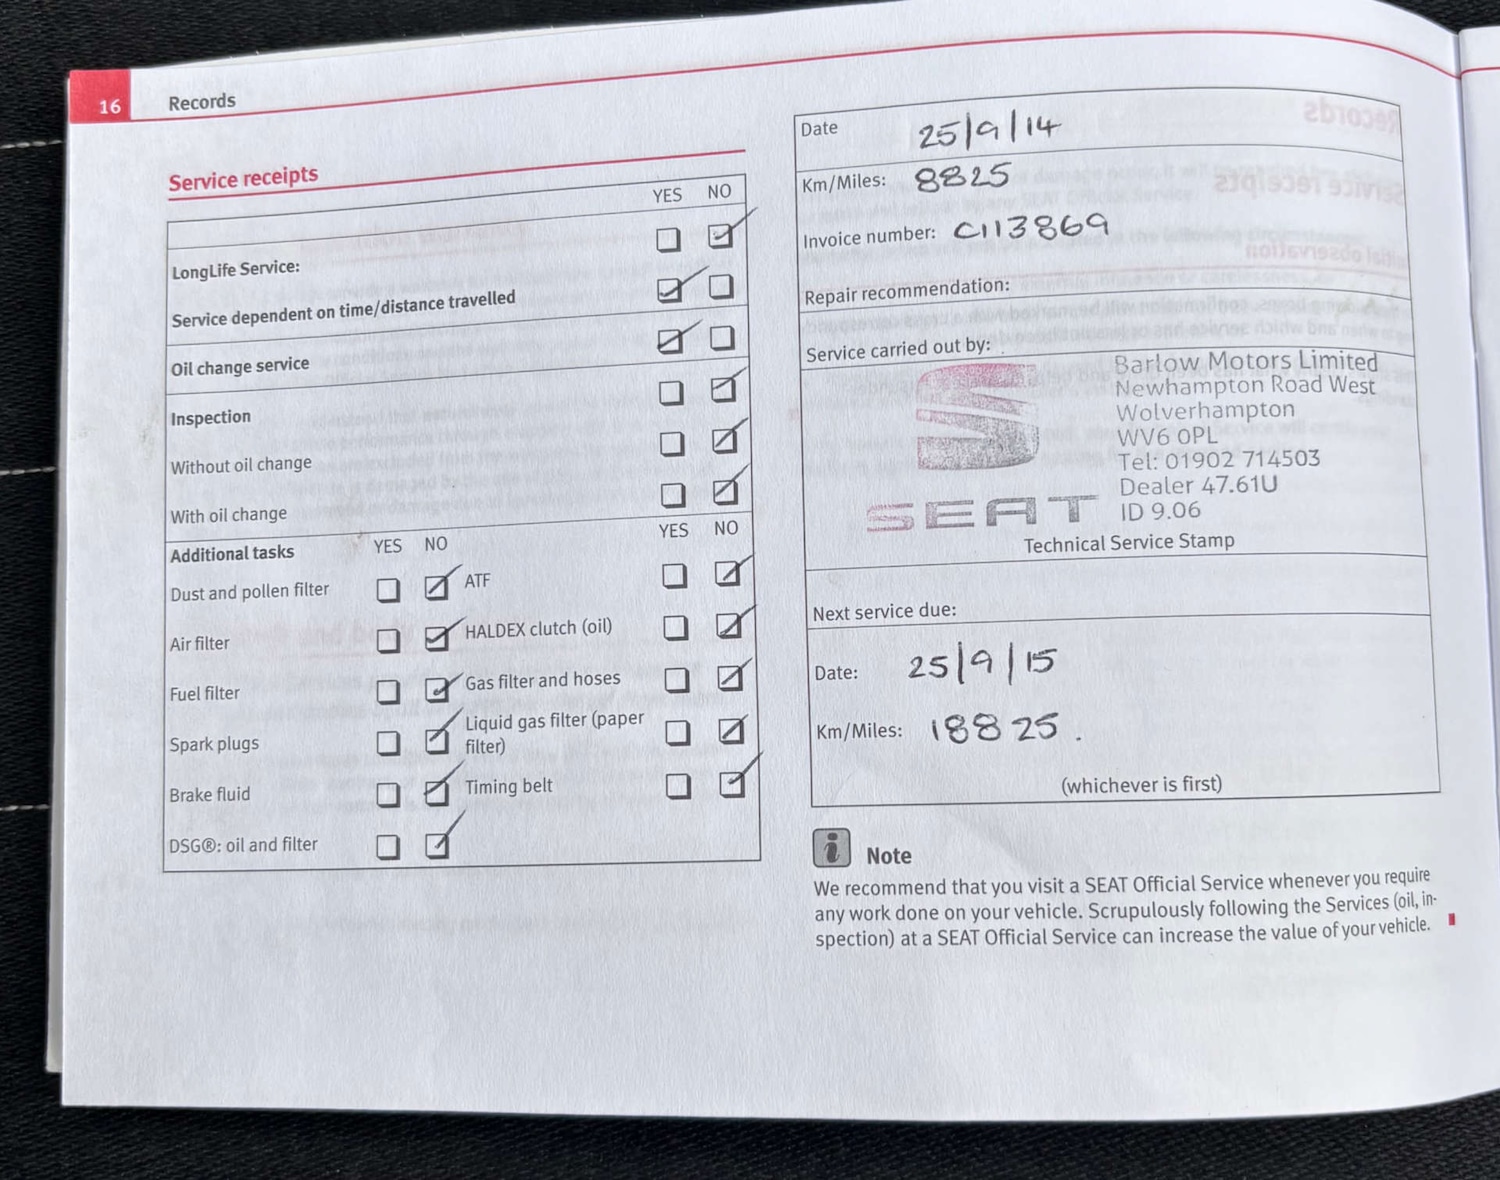 16 Records
Service receipts
YES NO
LongLife Service:
Service dependent on time/distance travelled
Oil change service
Inspection
Without oil change
With oil change
Additional tasks YES NO YES NO
Dust and pollen filter ATF
Air filter HALDEX clutch (oil)
Fuel filter Gas filter and hoses
Spark plugs Liquid gas filter (paper
filter)
Brake fluid Timing belt
DSG®: oil and filter
Date 25/9/14
Km/Miles: 8825
Invoice number: C113869
Repair recommendation:
Service carried out by:
Barlow Motors Limited
Newhampton Road West
Wolverhampton
WV6 0PL
Tel: 01902 714503
Dealer 47.61U
SEAT ID 9.06
Technical Service Stamp
Next service due:
Date: 25/9/15
Km/Miles: 18825.
(whichever is first)
i Note
We recommend that you visit a SEAT Official Service whenever you require
any work done on your vehicle. Scrupulously following the Services (oil, in-
spection) at a SEAT Official Service can increase the value of your vehicle.